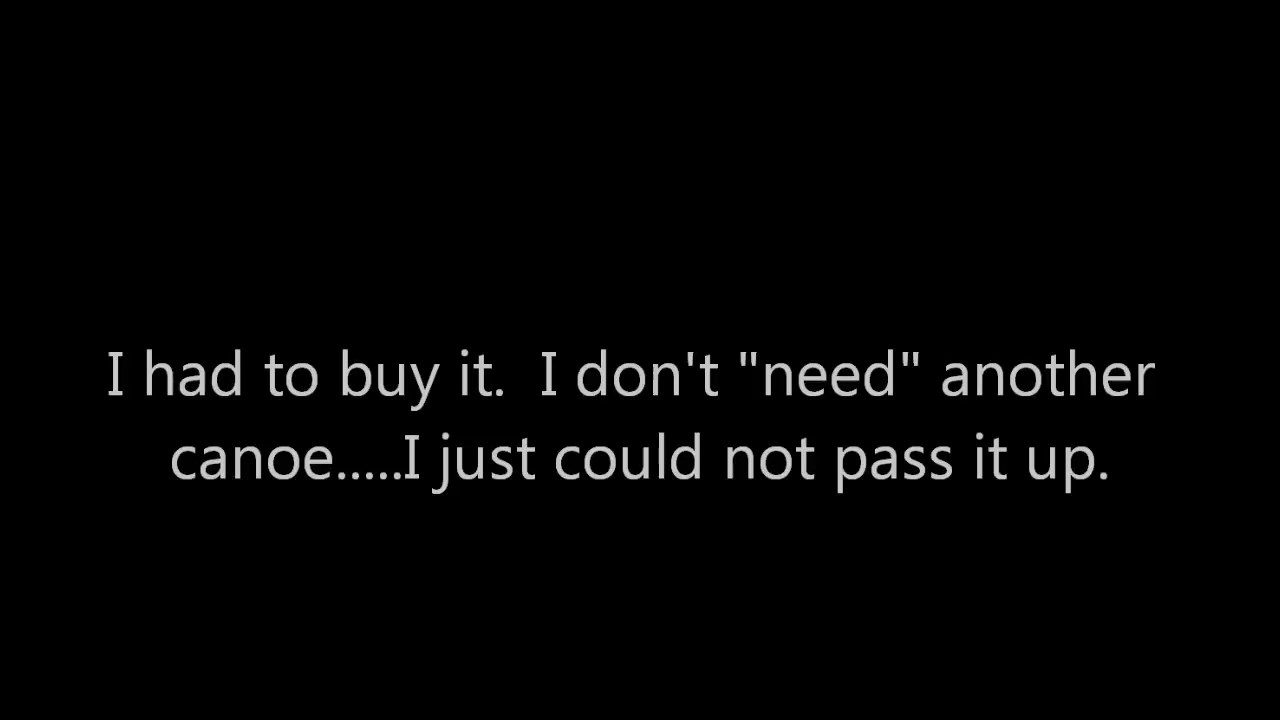 I had to buy it.  I don't "need" another
canoe.....I just could not pass it up.